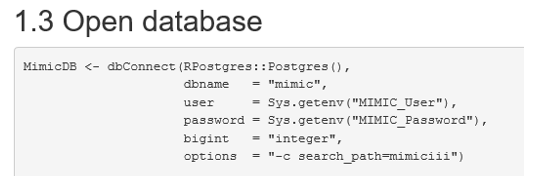 1.3 Open database
MimicDB <- dbConnect(RPostgres::Postgres(),
dbname = "mimic",
user = Sys.getenv("MIMIC_User"),
password = Sys.getenv("MIMIC_Password"),
bigint = "integer",
options = "-c search_path=mimiciii")